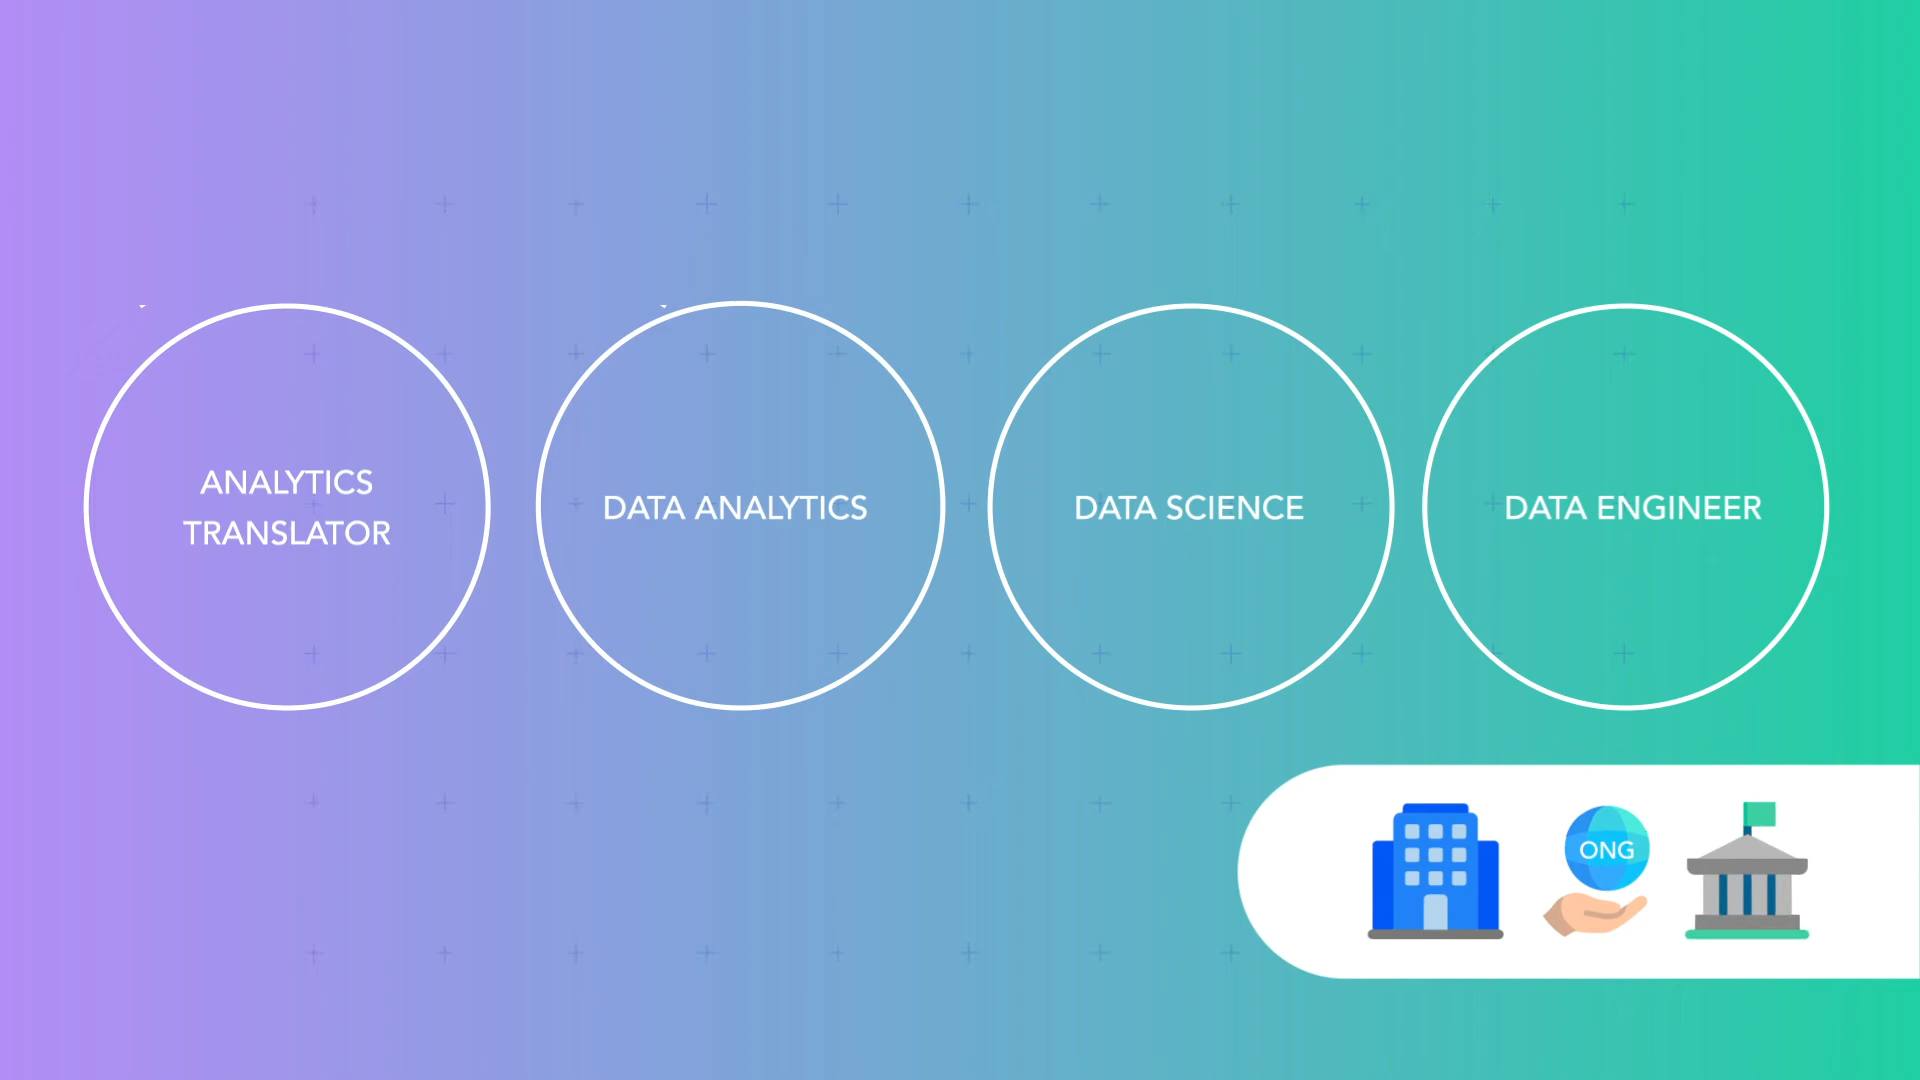 ANALYTICS
TRANSLATOR
DATA ANALYTICS
DATA SCIENCE
DATA ENGINEER
ONG